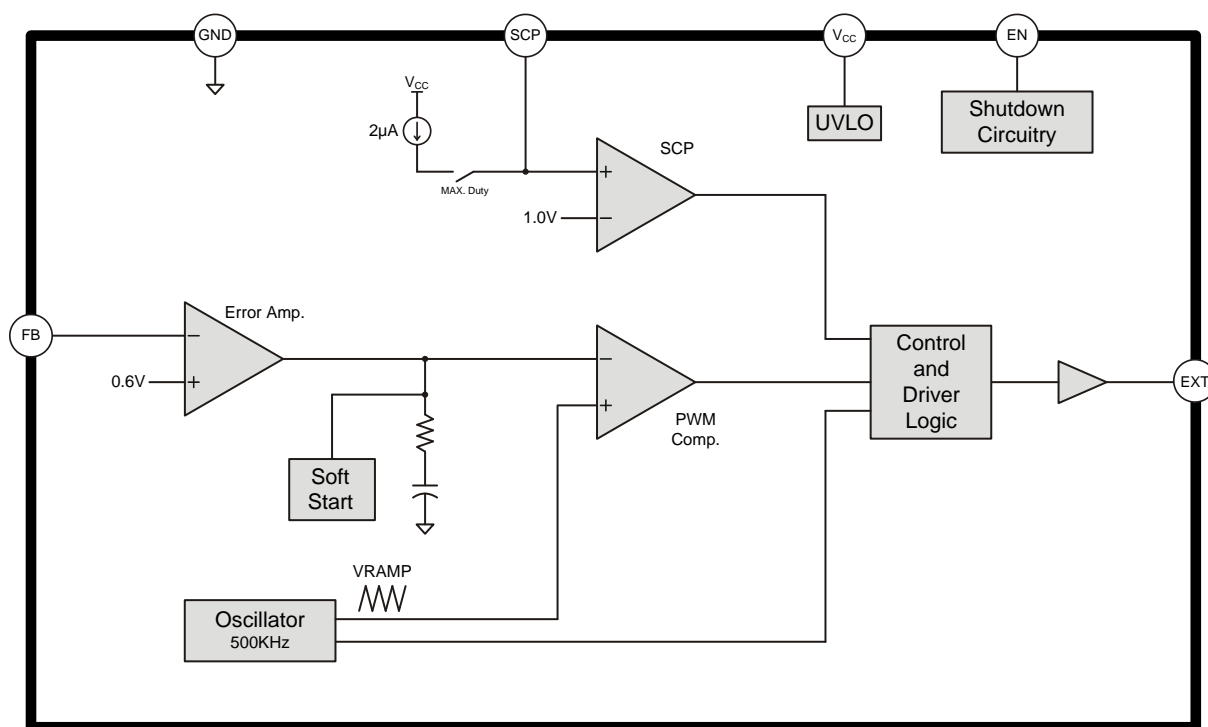 GND
SCP
VCC
EN
VCC
2µA
MAX. Duty
SCP
1.0V
UVLO
Shutdown
Circuitry
FB
Error Amp.
0.6V
−
+
+
−
−
+
PWM
Comp.
Control
and
Driver
Logic
EXT
Soft
Start
VRAMP
Oscillator
500KHz